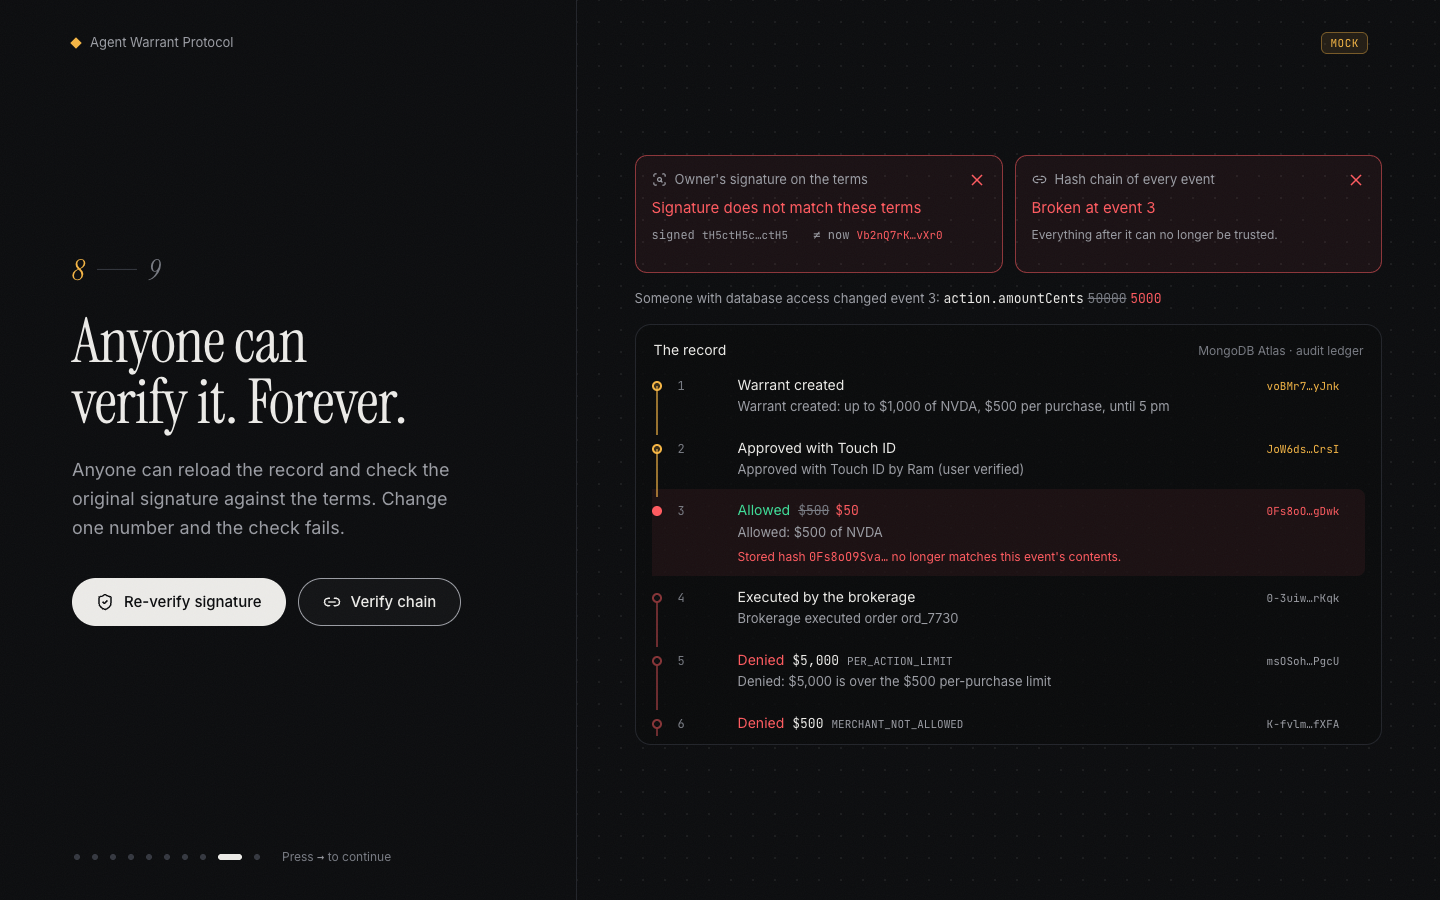 Agent Warrant Protocol
MOCK
8 — 9
Anyone can
verify it. Forever.
Anyone can reload the record and check the
original signature against the terms. Change
one number and the check fails.
Re-verify signature
Verify chain
Press → to continue
Owner's signature on the terms
Signature does not match these terms
signed tH5ctH5c…ctH5 ≠ now Vb2nQ7rK…vXr0
Hash chain of every event
Broken at event 3
Everything after it can no longer be trusted.
Someone with database access changed event 3: action.amountCents 50000 5000
The record
MongoDB Atlas · audit ledger
1 Warrant created voBMr7…yJnk
Warrant created: up to $1,000 of NVDA, $500 per purchase, until 5 pm
2 Approved with Touch ID JoW6ds…CrsI
Approved with Touch ID by Ram (user verified)
3 Allowed $500 $50 0Fs8oO…gDwk
Allowed: $500 of NVDA
Stored hash 0Fs8oO9Sva… no longer matches this event's contents.
4 Executed by the brokerage 0-3uiw…rKqk
Brokerage executed order ord_7730
5 Denied $5,000 PER_ACTION_LIMIT msOSoh…PgcU
Denied: $5,000 is over the $500 per-purchase limit
6 Denied $500 MERCHANT_NOT_ALLOWED K-fvlm…fXFA